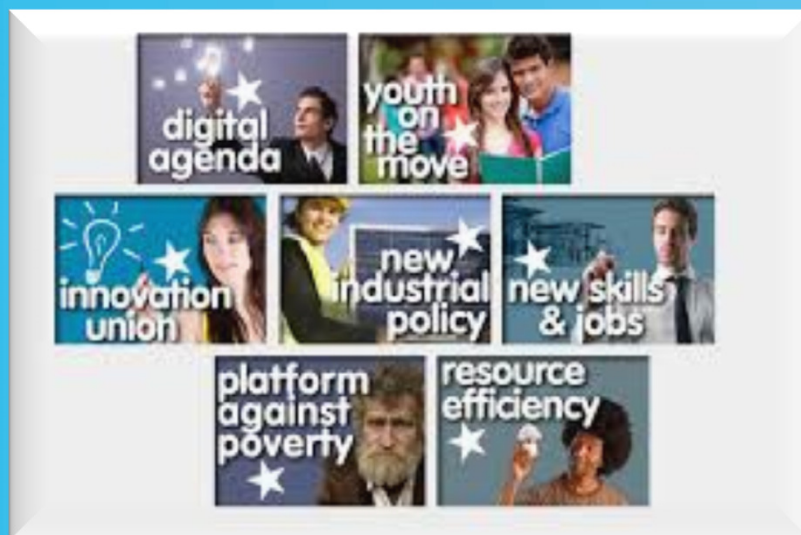 digital
agenda
youth
on
the
move
innovation
union
new
industrial
policy
new skills
& jobs
platform
against
poverty
resource
efficiency